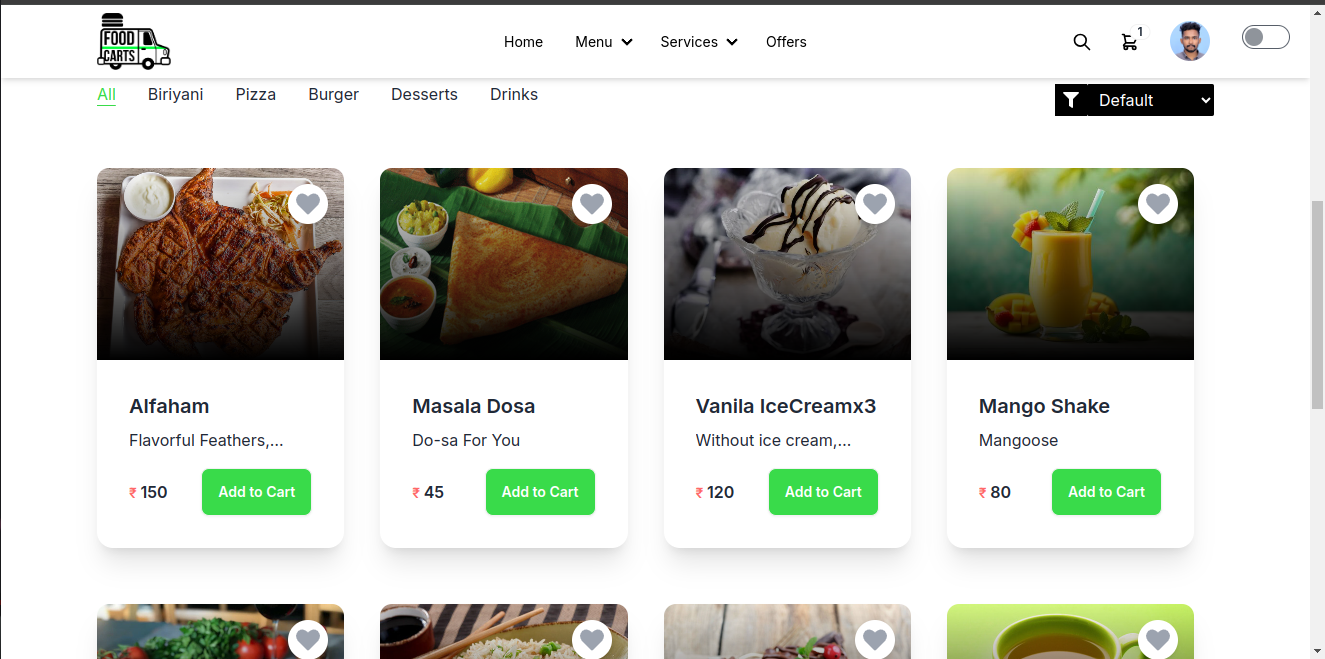 FOOD
CARTS
Home
Menu
Services
Offers
1
All
Biriyani
Pizza
Burger
Desserts
Drinks
Default
Alfaham
Flavorful Feathers,...
₹ 150
Add to Cart
Masala Dosa
Do-sa For You
₹ 45
Add to Cart
Vanila IceCreamx3
Without ice cream,...
₹ 120
Add to Cart
Mango Shake
Mangoose
₹ 80
Add to Cart